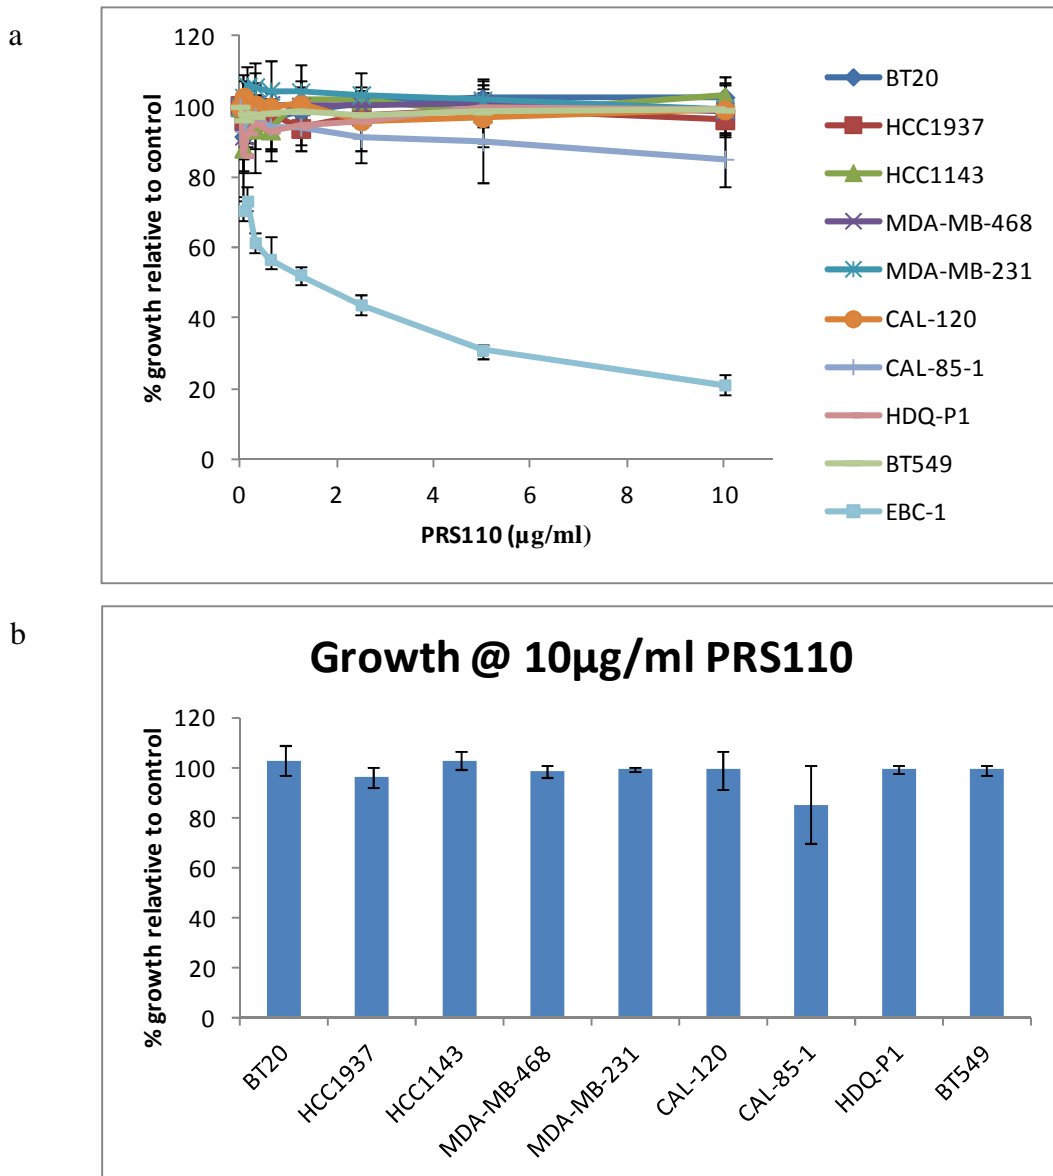 a
120
100
80
60
40
20
0
% growth relative to control
0 2 4 6 8 10
PRS110 (µg/ml)
BT20
HCC1937
HCC1143
MDA-MB-468
MDA-MB-231
CAL-120
CAL-85-1
HDQ-P1
BT549
EBC-1
b
Growth @ 10µg/ml PRS110
120
100
80
60
40
20
0
% growth relavtive to control
BT20 HCC1937 HCC1143 MDA-MB-468 MDA-MB-231 CAL-120 CAL-85-1 HDQ-P1 BT549